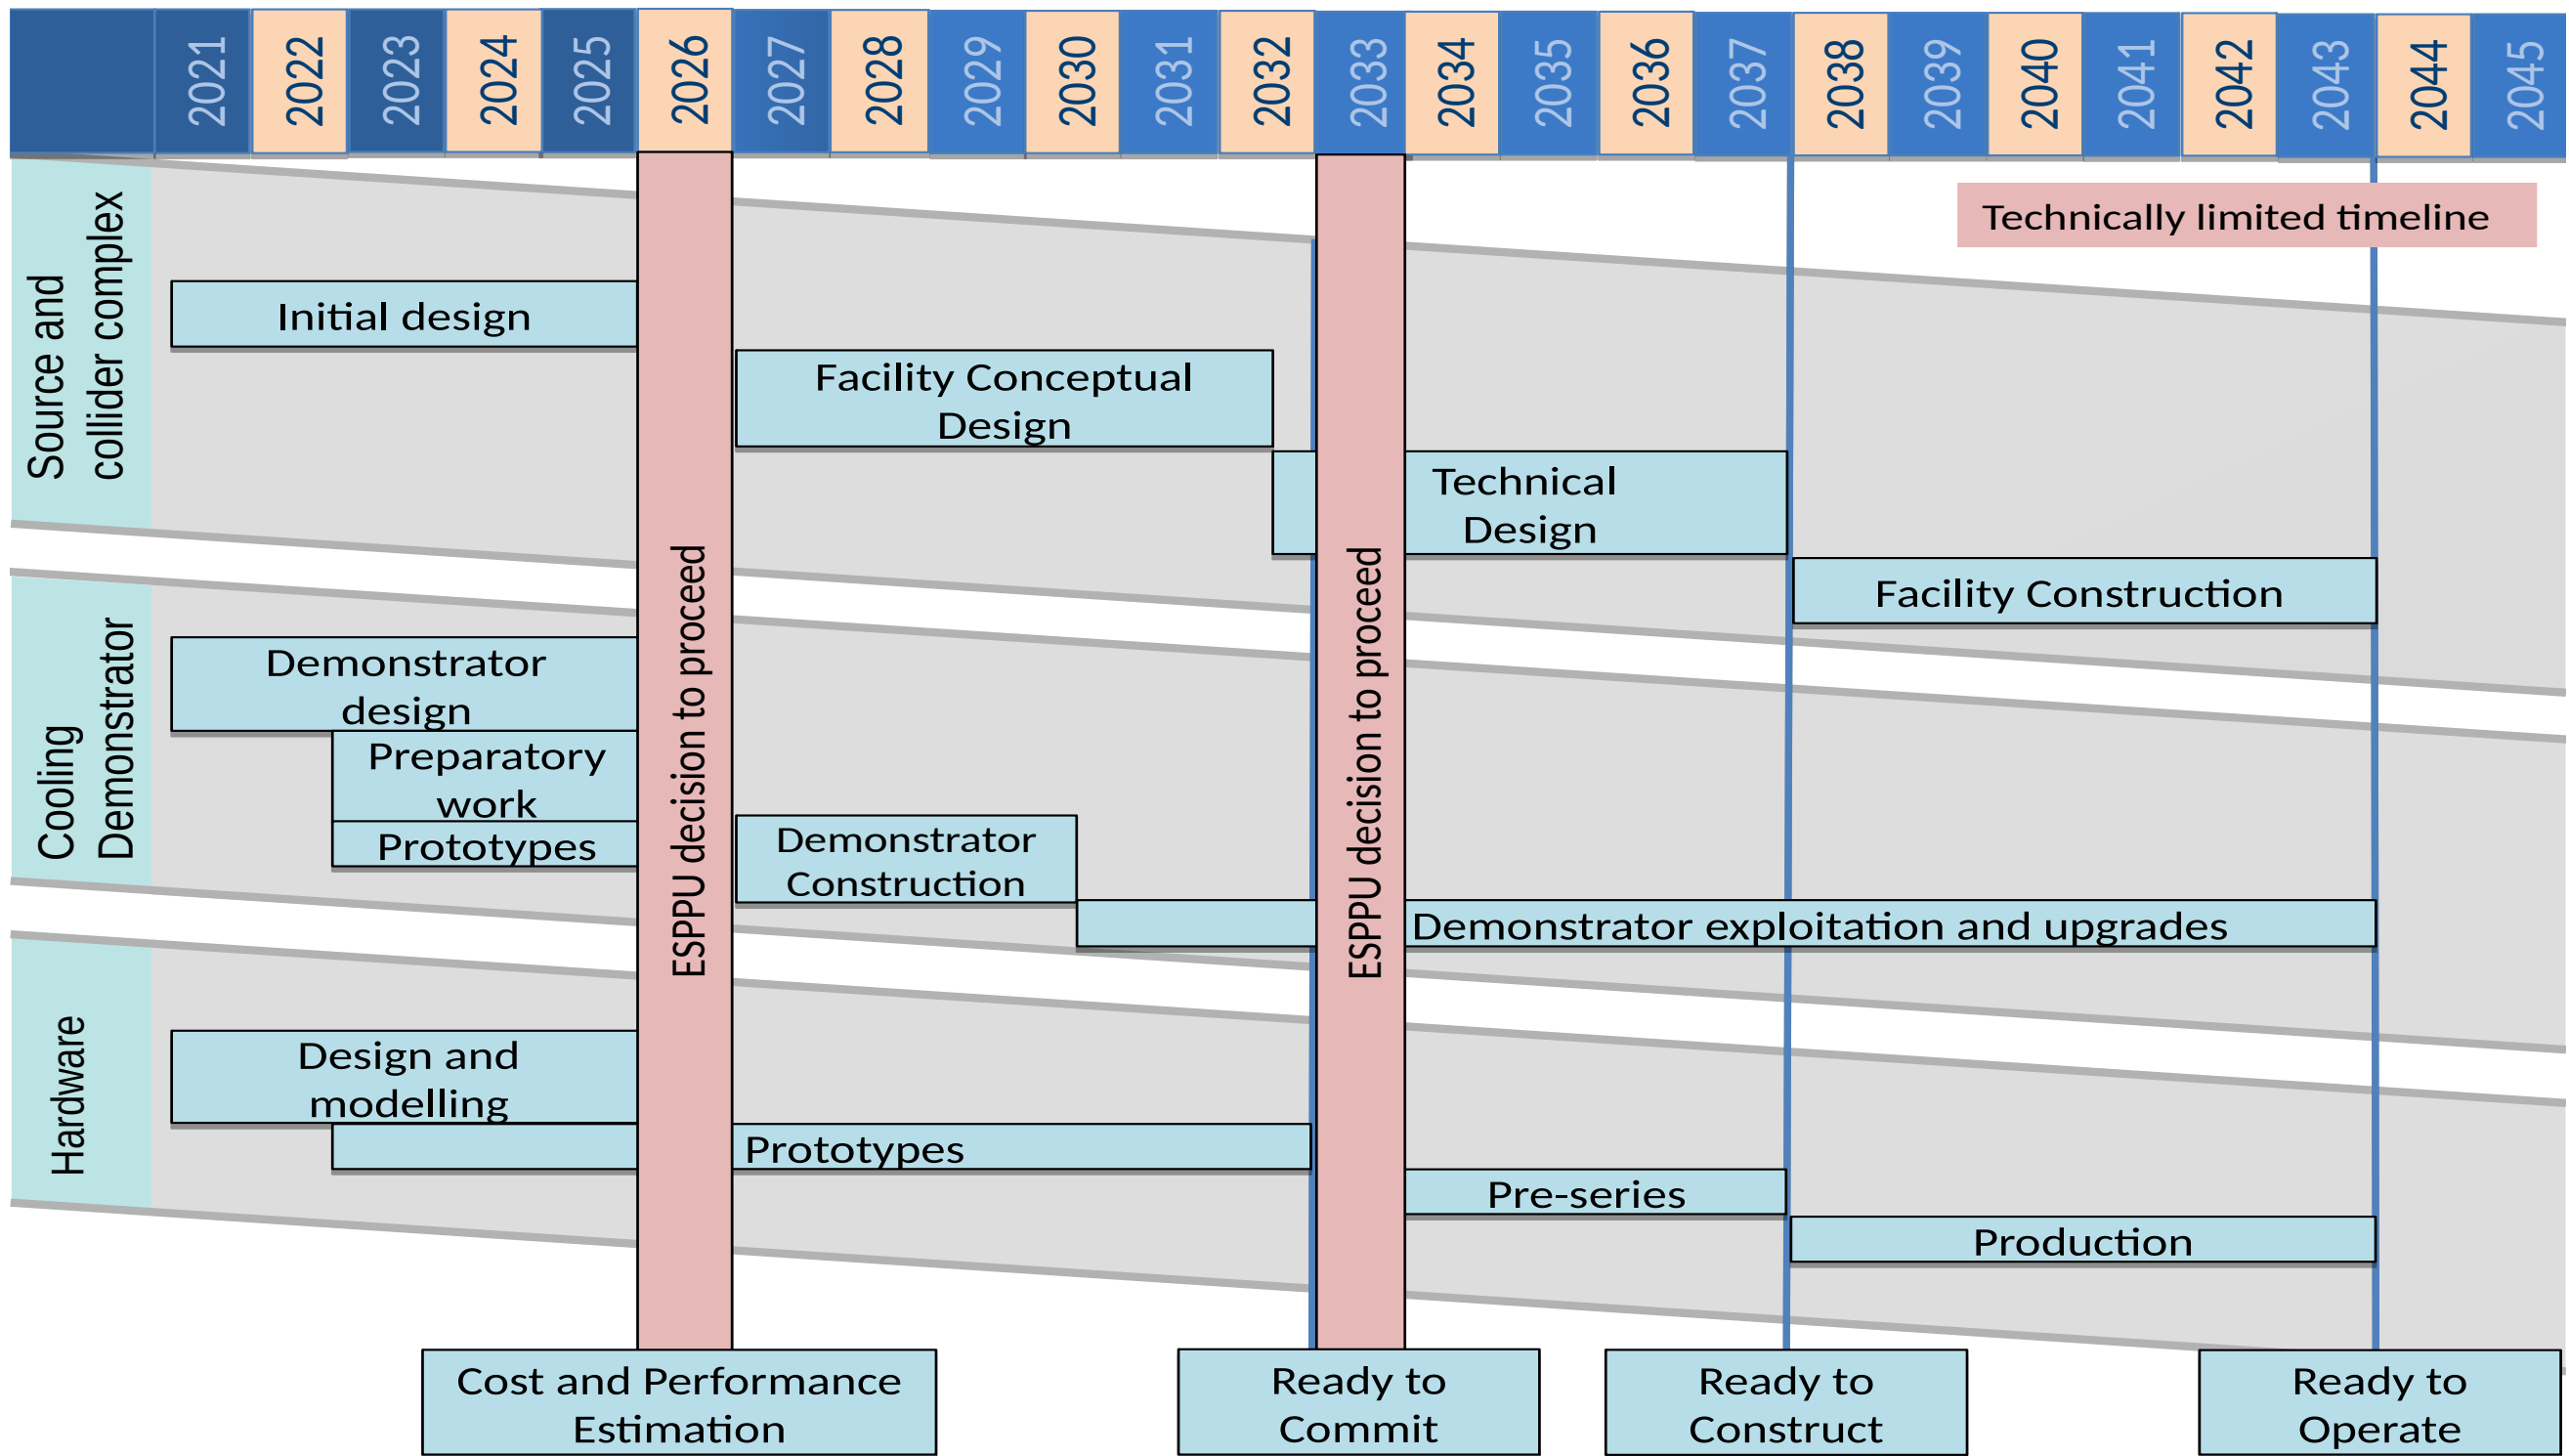 2021 2022 2023 2024 2025 2026 2027 2028 2029 2030 2031 2032 2033 2034 2035 2036 2037 2038 2039 2040 2041 2042 2043 2044 2045
Technically limited timeline
Source and
collider complex
Initial design
Facility Conceptual
Design
Technical
Design
Facility Construction
ESPPU decision to proceed
ESPPU decision to proceed
Cooling
Demonstrator
Demonstrator
design
Preparatory
work
Prototypes
Demonstrator
Construction
Demonstrator exploitation and upgrades
Hardware
Design and
modelling
Prototypes
Pre-series
Production
Cost and Performance
Estimation
Ready to
Commit
Ready to
Construct
Ready to
Operate